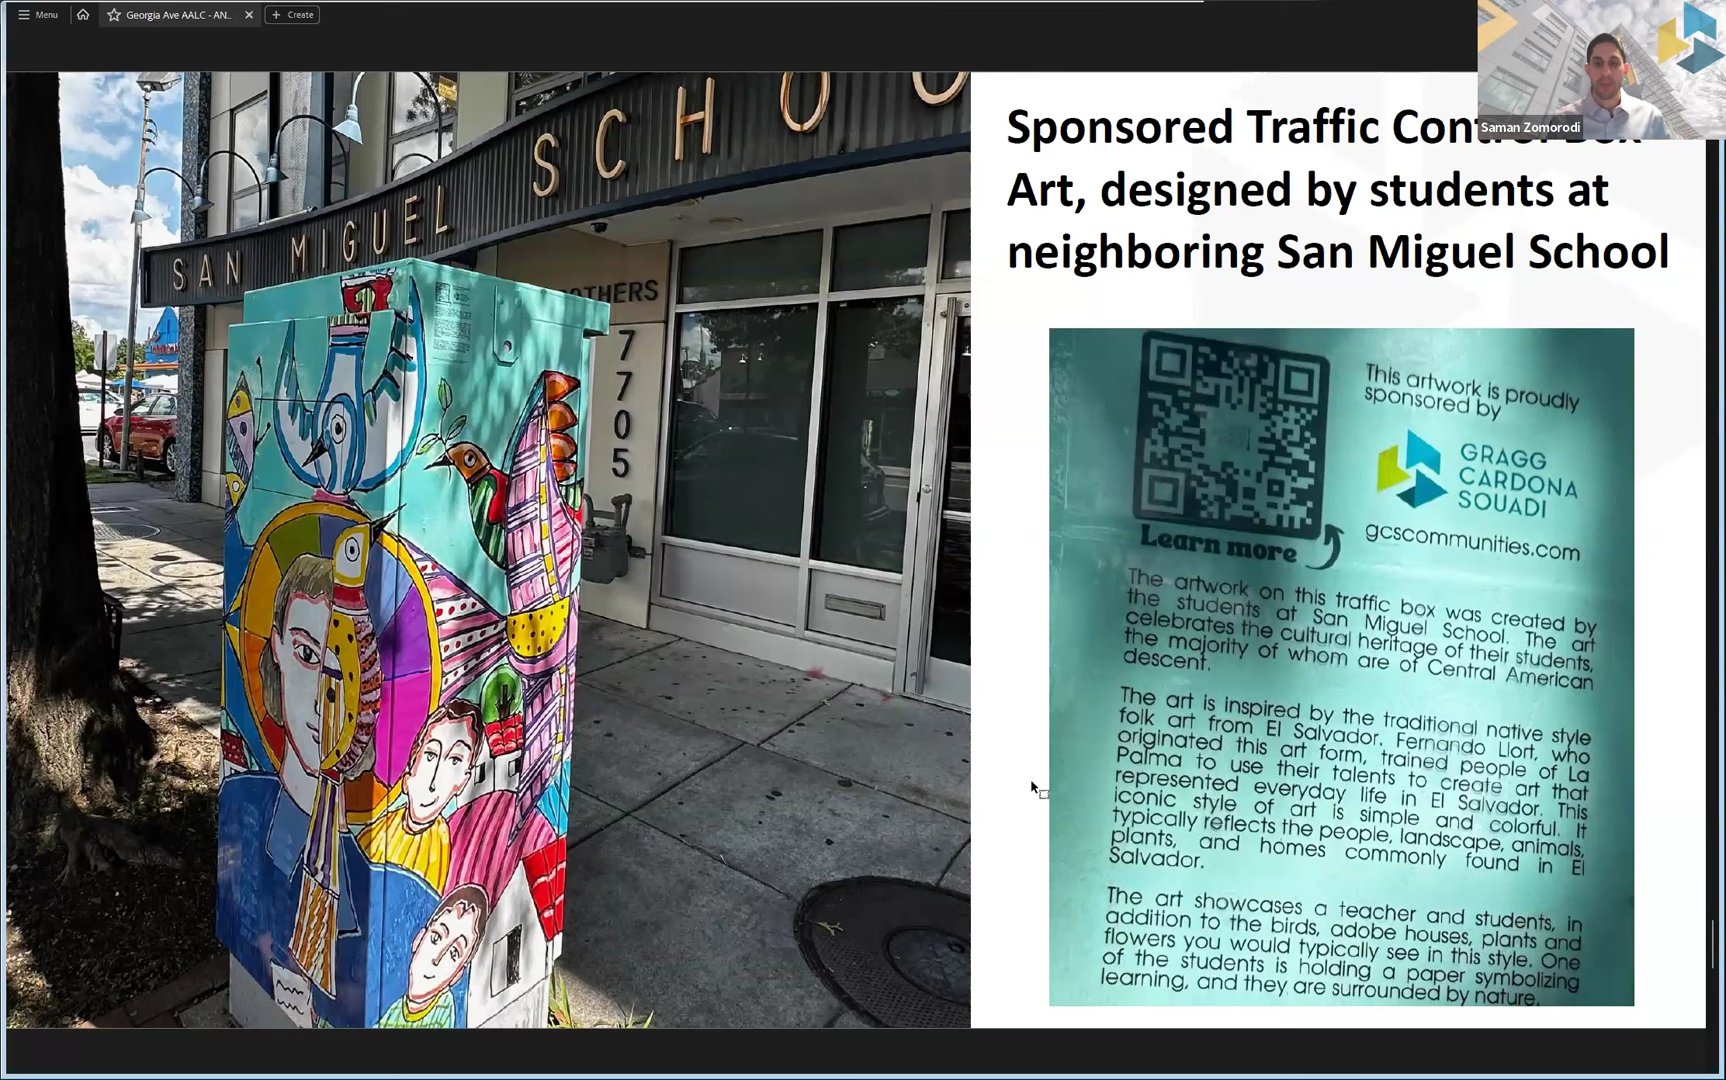 Menu
Georgia Ave AALC - AN...
Create
Saman Zomorodi
Sponsored Traffic Control Box
Art, designed by students at
neighboring San Miguel School
SAN MIGUEL SCHOO
OTHERS
7705
This artwork is proudly
sponsored by
GRAGG
CARDONA
SOUADI
gcscommunities.com
Learn more
The artwork on this traffic box was created by
the students at San Miguel School. The art
celebrates the cultural heritage of their students,
the majority of whom are of Central American
descent.
The art is inspired by the traditional native style
folk art from El Salvador. Fernando Llort, who
originated this art form, trained people of La
Palma to use their talents to create art that
represented everyday life in El Salvador. This
iconic style of art is simple and colorful. It
typically reflects the people, landscape, animals,
plants, and homes commonly found in El
Salvador.
The art showcases a teacher and students, in
addition to the birds, adobe houses, plants and
flowers you would typically see in this style. One
of the students is holding a paper symbolizing
learning, and they are surrounded by nature.